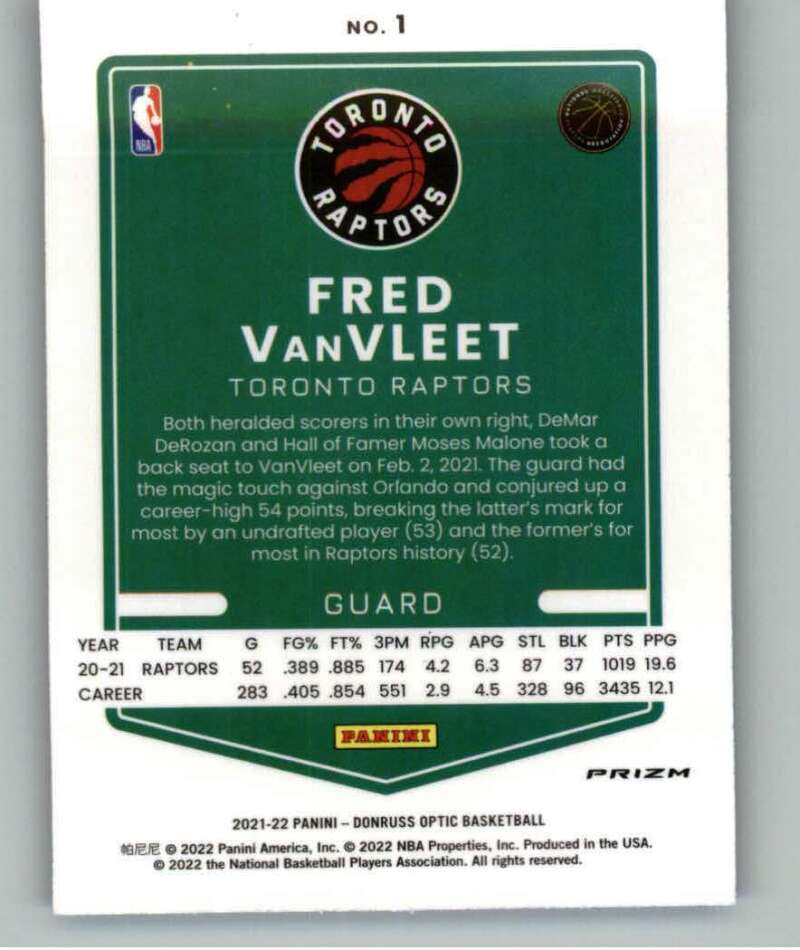 NO. 1
NBA
TORONTO
RAPTORS
FRED
VANVLEET
TORONTO RAPTORS
Both heralded scorers in their own right, DeMar
DeRozan and Hall of Famer Moses Malone took a
back seat to VanVleet on Feb. 2, 2021. The guard had
the magic touch against Orlando and conjured up a
career-high 54 points, breaking the latter's mark for
most by an undrafted player (53) and the former's for
most in Raptors history (52).
GUARD
YEAR TEAM G FG% FT% 3PM RPG APG STL BLK PTS PPG
20-21 RAPTORS 52 .389 .885 174 4.2 6.3 87 37 1019 19.6
CAREER 283 .405 .854 551 2.9 4.5 328 96 3435 12.1
PANINI
PRIZM
2021-22 PANINI – DONRUSS OPTIC BASKETBALL
帕尼尼 © 2022 Panini America, Inc. © 2022 NBA Properties, Inc. Produced in the USA.
© 2022 the National Basketball Players Association. All rights reserved.